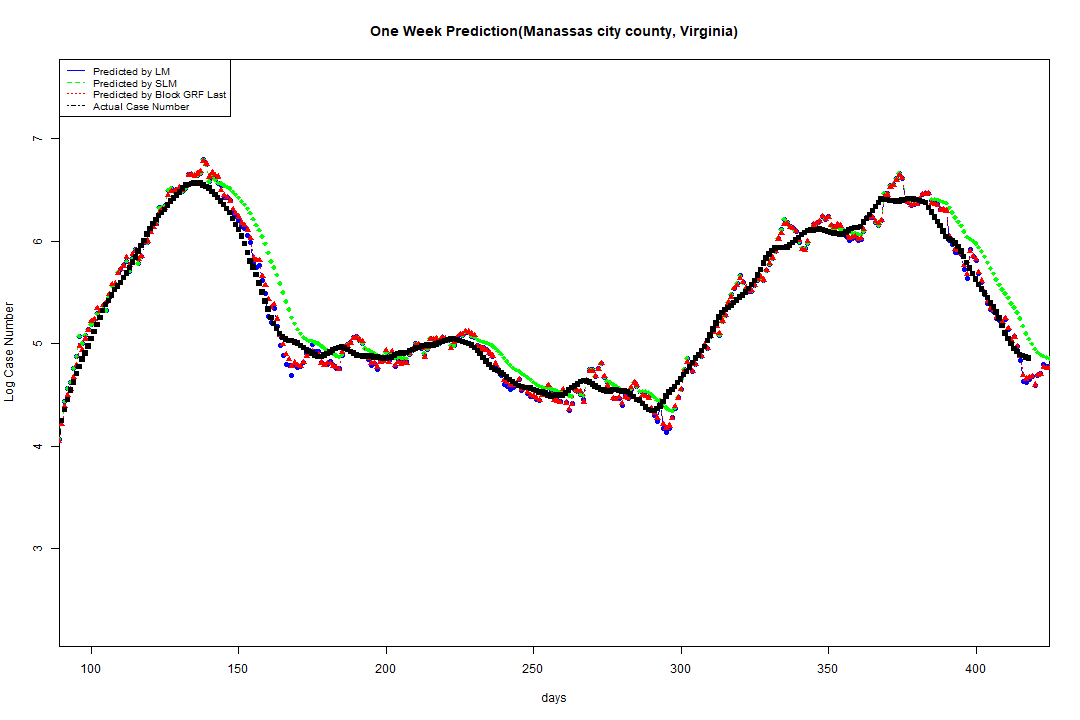 One Week Prediction(Manassas city county, Virginia)
Predicted by LM
Predicted by SLM
Predicted by Block GRF Last
Actual Case Number
7
6
5
4
3
Log Case Number
100 150 200 250 300 350 400
days